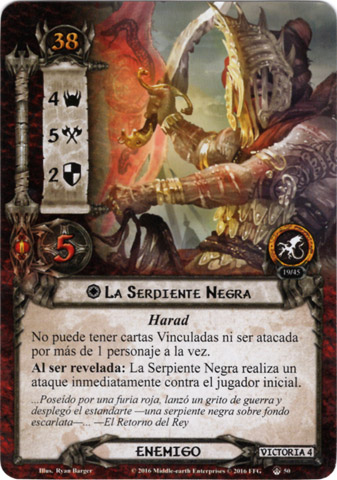 38
4
5
2
5
19/45
La Serpiente Negra
Harad
No puede tener cartas Vinculadas ni ser atacada
por más de 1 personaje a la vez.
Al ser revelada: La Serpiente Negra realiza un
ataque inmediatamente contra el jugador inicial.
...Poseído por una furia roja, lanzó un grito de guerra y
desplegó el estandarte —una serpiente negra sobre fondo
escarlata—... —El Retorno del Rey
ENEMIGO
VICTORIA 4
Illus. Ryan Barger
© 2016 Middle-earth Enterprises © 2016 FFG
50